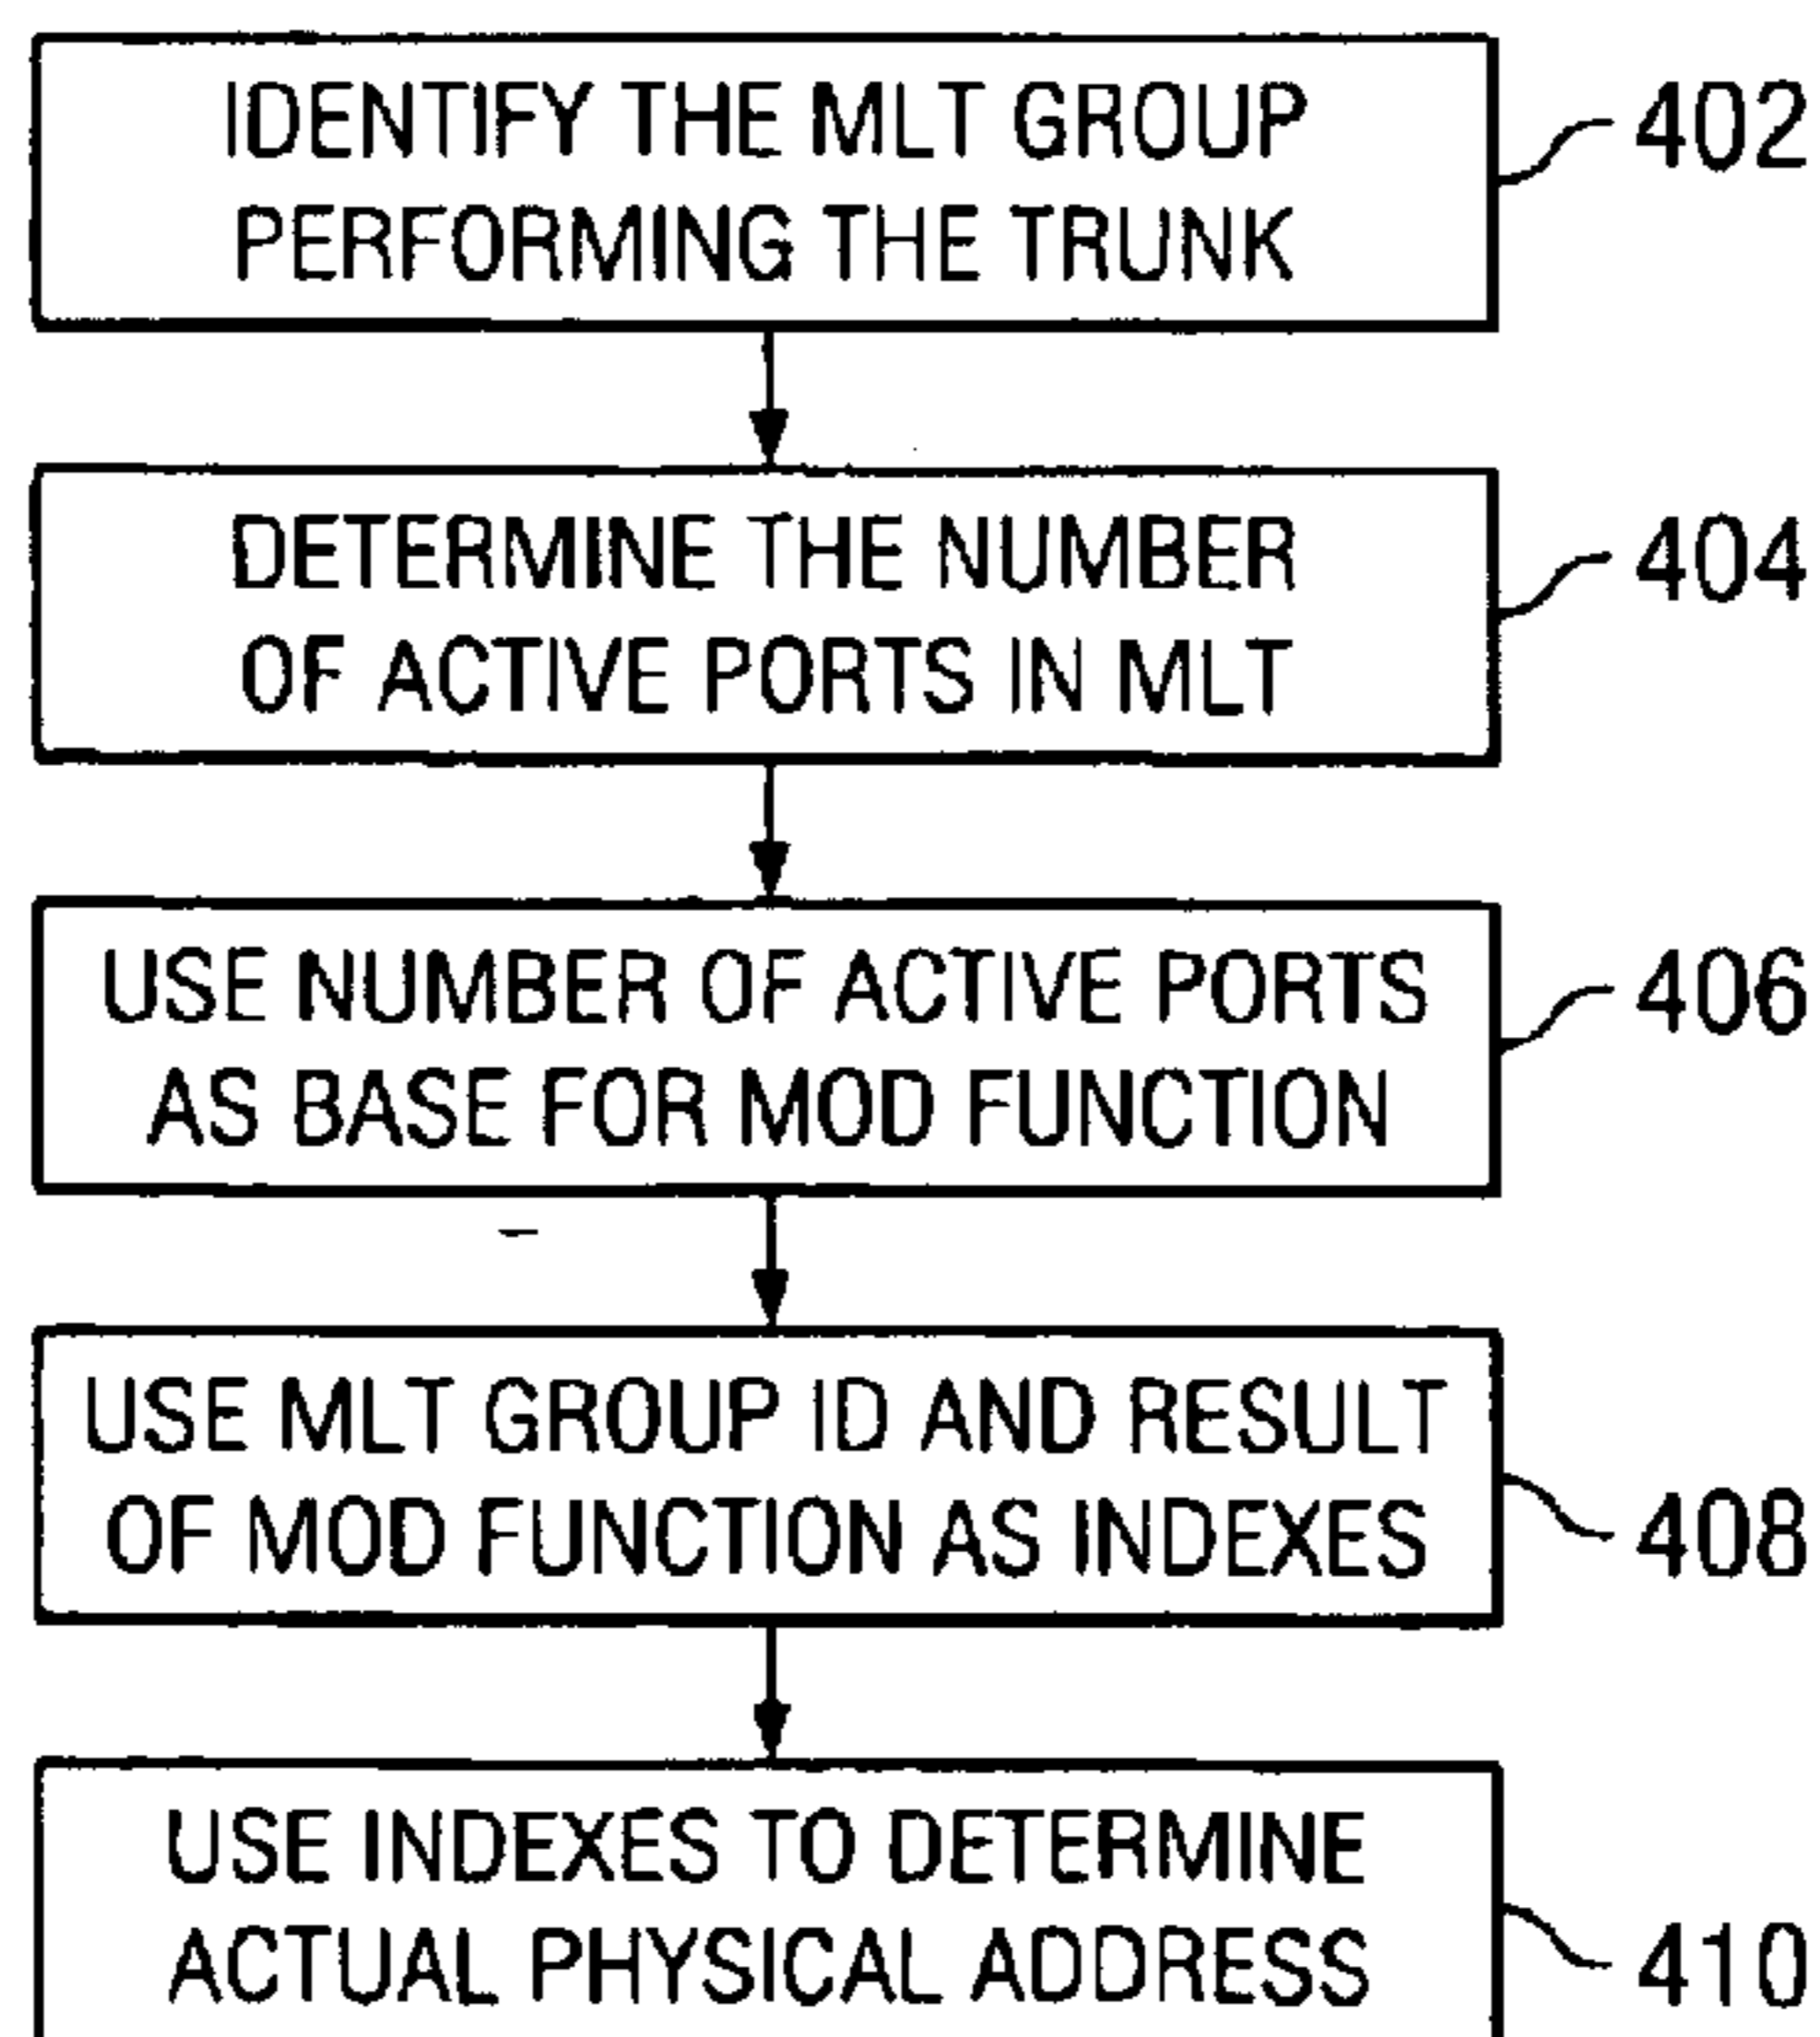 IDENTIFY THE MLT GROUP
PERFORMING THE TRUNK
402
DETERMINE THE NUMBER
OF ACTIVE PORTS IN MLT
404
USE NUMBER OF ACTIVE PORTS
AS BASE FOR MOD FUNCTION
406
USE MLT GROUP ID AND RESULT
OF MOD FUNCTION AS INDEXES
408
USE INDEXES TO DETERMINE
ACTUAL PHYSICAL ADDRESS
410